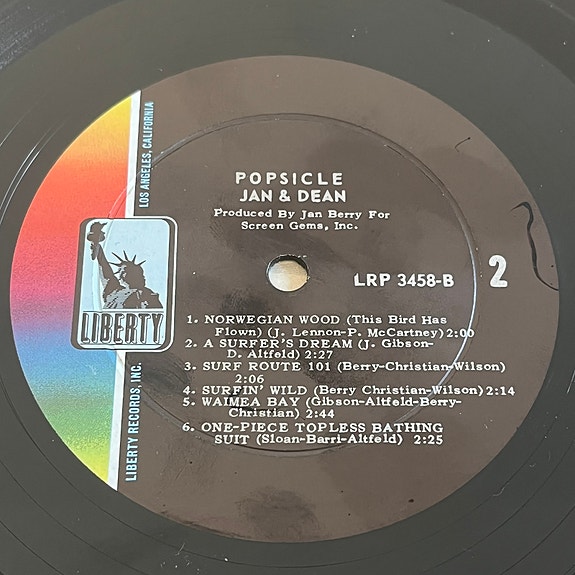 POPSICLE
JAN & DEAN
Produced By Jan Berry For
Screen Gems, Inc.
LRP 3458-B
2
LIBERTY
LOS ANGELES, CALIFORNIA
LIBERTY RECORDS, INC.
1. NORWEGIAN WOOD (This Bird Has
Flown) (J. Lennon-P. McCartney) 2:00
2. A SURFER'S DREAM (J. Gibson-
D. Altfeld) 2:27
3. SURF ROUTE 101 (Berry-Christian-Wilson)
2:06
4. SURFIN' WILD (Berry Christian-Wilson) 2:14
5. WAIMEA BAY (Gibson-Altfeld-Berry-
Christian) 2:44
6. ONE-PIECE TOPLESS BATHING
SUIT (Sloan-Barri-Altfeld) 2:25